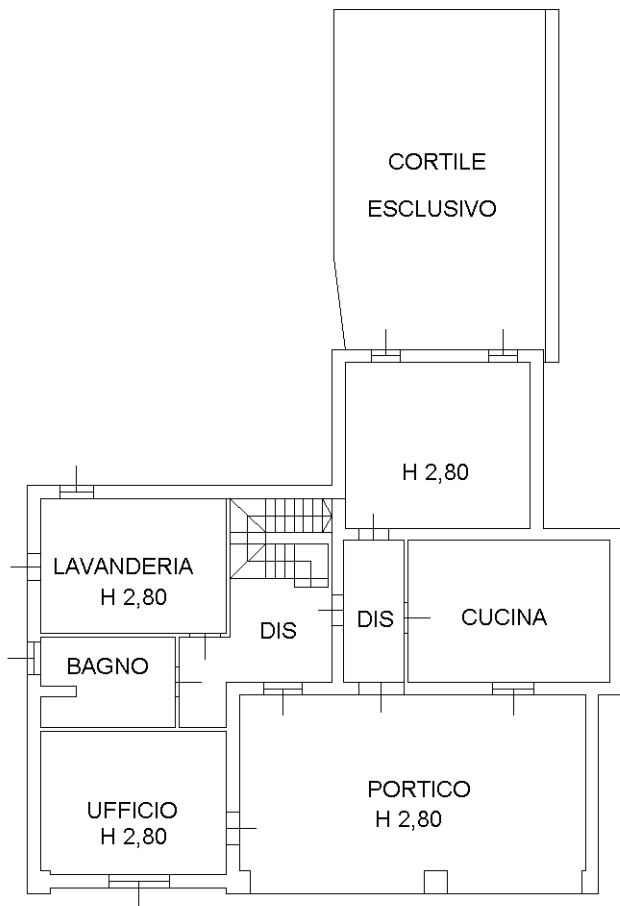 CORTILE
ESCLUSIVO
H 2,80
LAVANDERIA
H 2,80
DIS
DIS
CUCINA
BAGNO
UFFICIO
H 2,80
PORTICO
H 2,80